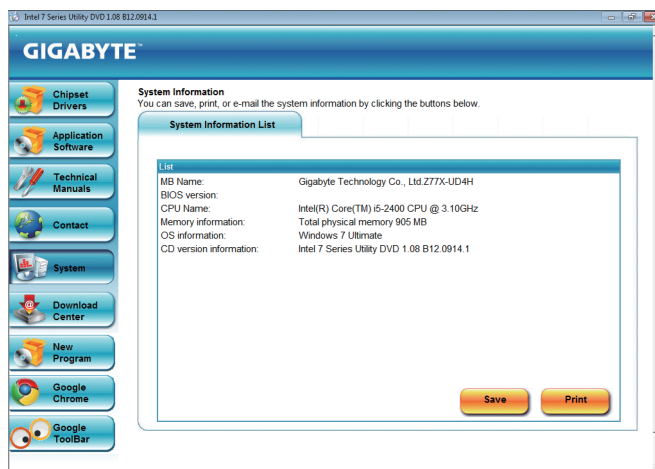 Intel 7 Series Utility DVD 1.08 B12.0914.1
GIGABYTE™
Chipset
Drivers
Application
Software
Technical
Manuals
Contact
System
Download
Center
New
Program
Google
Chrome
Google
ToolBar
System Information
You can save, print, or e-mail the system information by clicking the buttons below.
System Information List
List
MB Name: Gigabyte Technology Co., Ltd.Z77X-UD4H
BIOS version:
CPU Name: Intel(R) Core(TM) i5-2400 CPU @ 3.10GHz
Memory information: Total physical memory 905 MB
OS information: Windows 7 Ultimate
CD version information: Intel 7 Series Utility DVD 1.08 B12.0914.1
Save Print